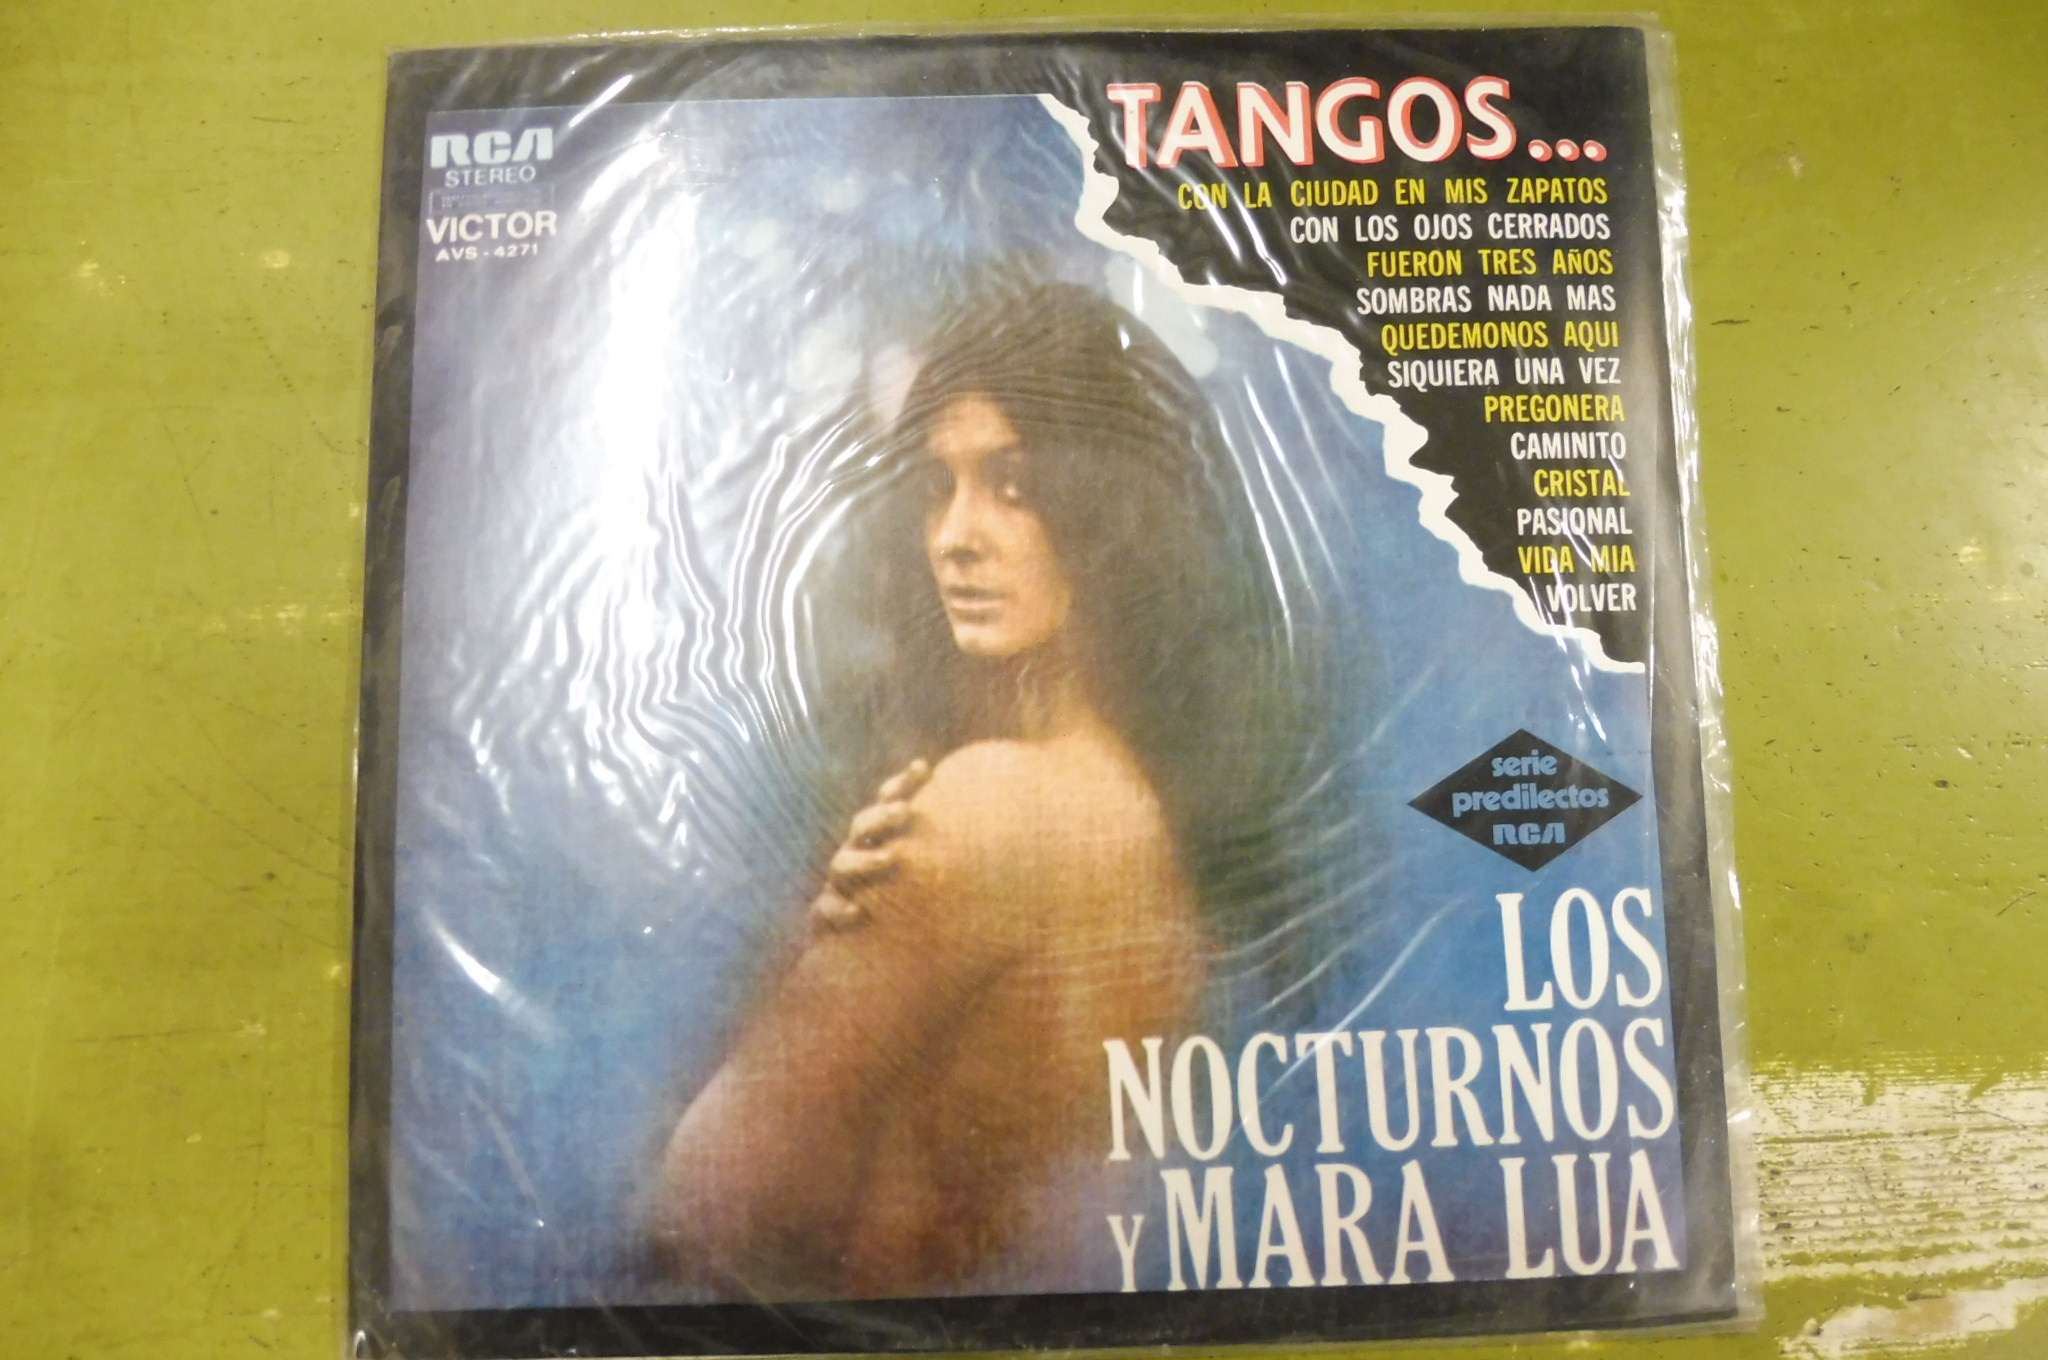 RCA
STEREO
VICTOR
AVS - 4271
TANGOS...
CON LA CIUDAD EN MIS ZAPATOS
CON LOS OJOS CERRADOS
FUERON TRES AÑOS
SOMBRAS NADA MAS
QUEDEMONOS AQUI
SIQUIERA UNA VEZ
PREGONERA
CAMINITO
CRISTAL
PASIONAL
VIDA MIA
VOLVER
serie
predilectos
RCA
LOS
NOCTURNOS
Y MARA LUA